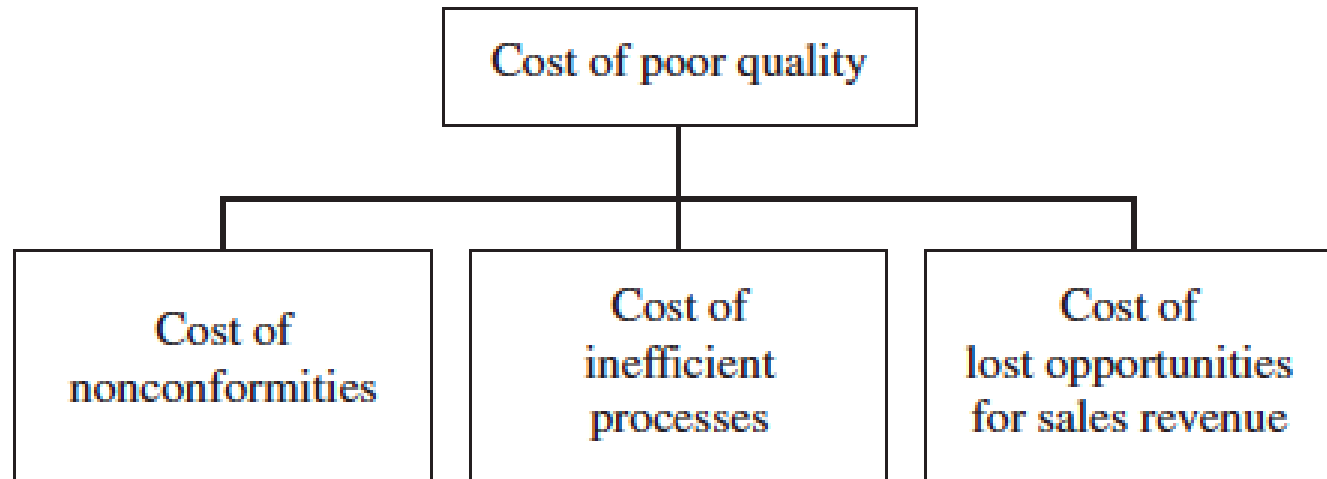 Cost of poor quality
Cost of
nonconformities
Cost of
inefficient
processes
Cost of
lost opportunities
for sales revenue